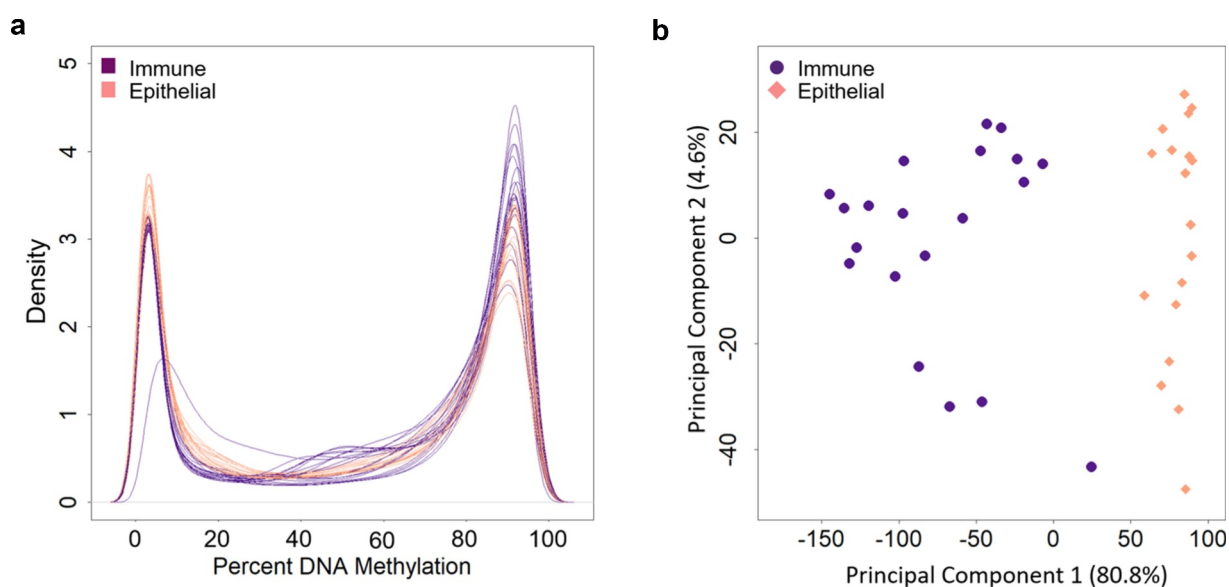 a
5
4
3
2
1
0
Density
Immune
Epithelial
0 20 40 60 80 100
Percent DNA Methylation
b
Immune
Epithelial
20
0
-20
-40
Principal Component 2 (4.6%)
-150 -100 -50 0 50 100
Principal Component 1 (80.8%)